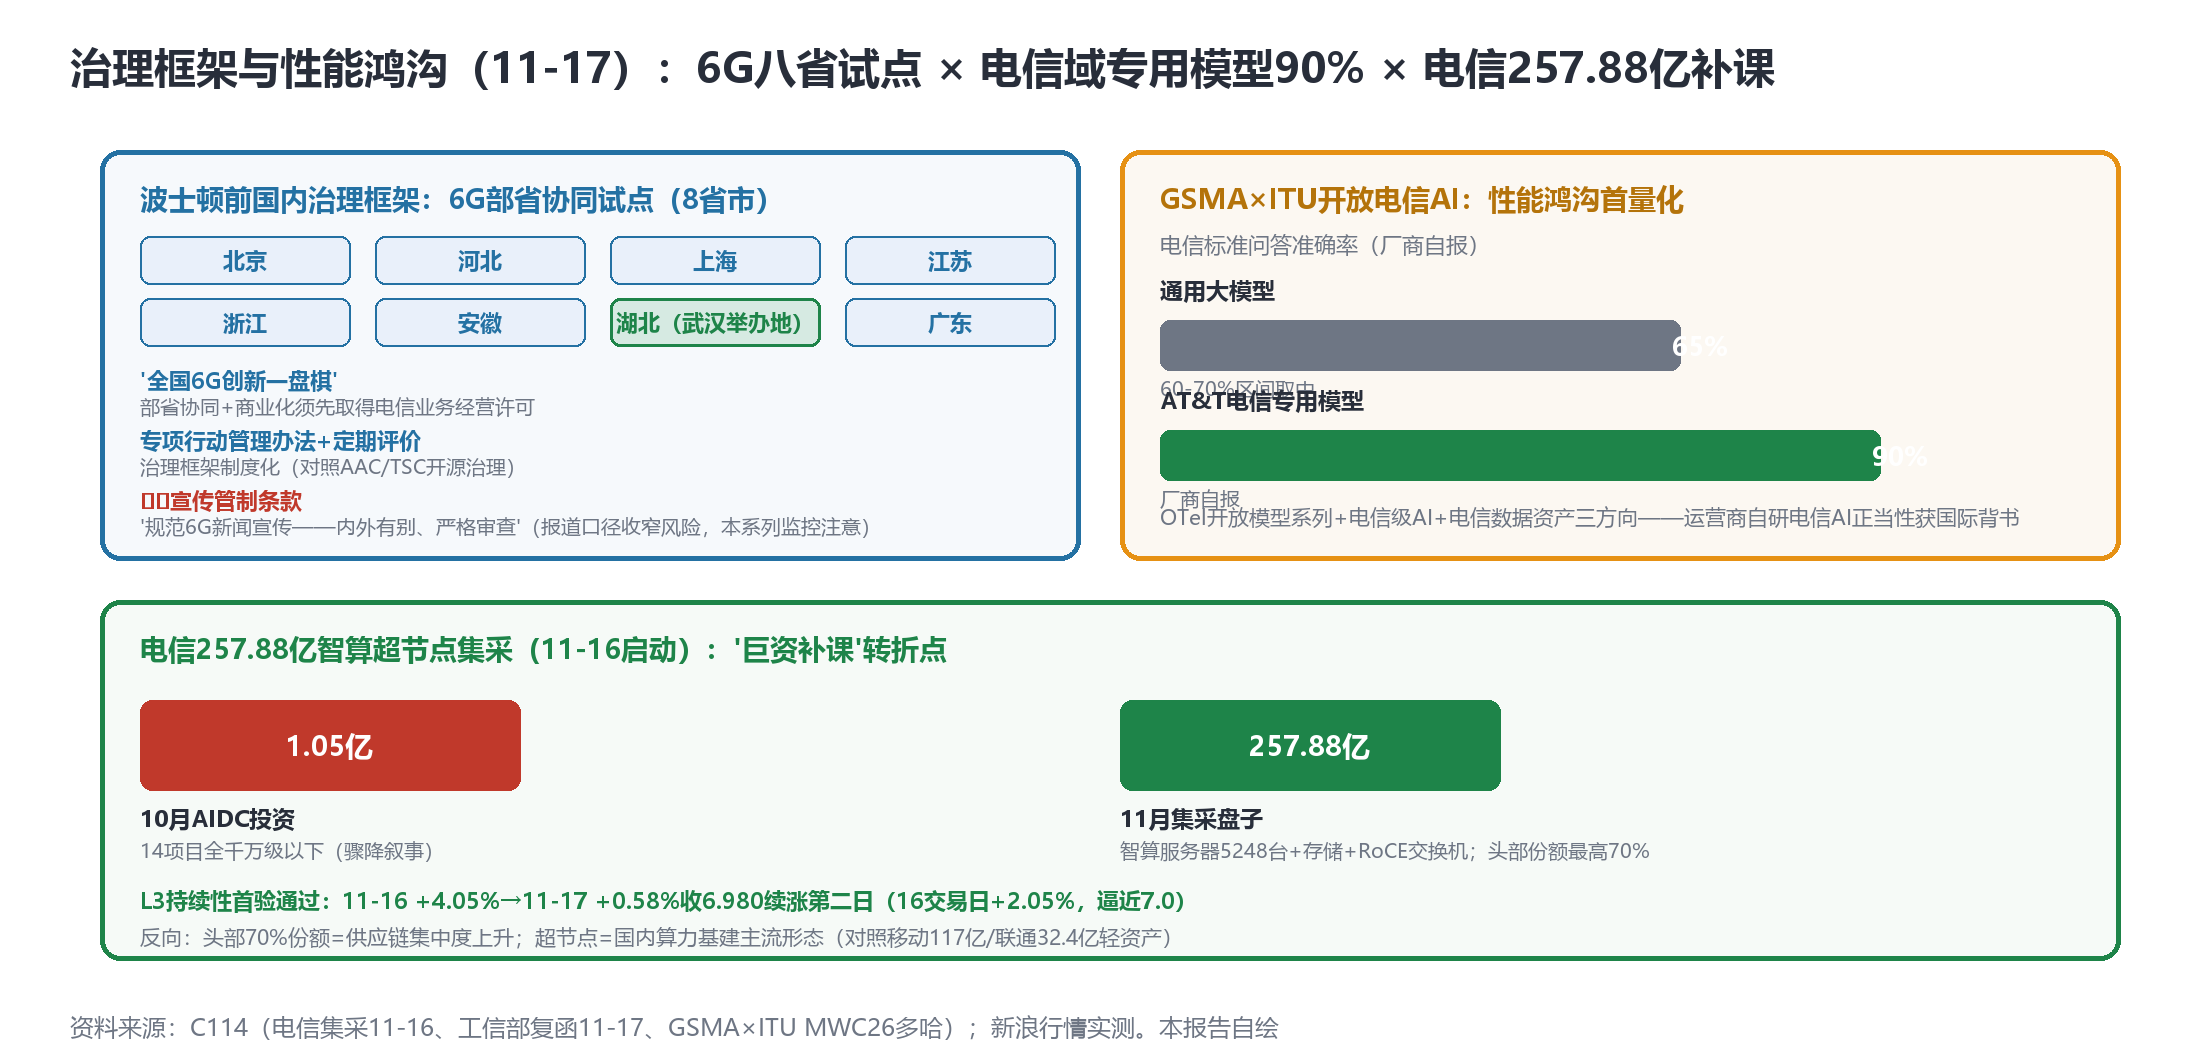 治理框架与性能鸿沟（11-17）：6G八省试点 × 电信域专用模型90% × 电信257.88亿补课
波士顿前国内治理框架：6G部省协同试点（8省市）
北京
河北
上海
江苏
浙江
安徽
湖北（武汉举办地）
广东
'全国6G创新一盘棋'
部省协同+商业化须先取得电信业务经营许可
专项行动管理办法+定期评价
治理框架制度化（对照AAC/TSC开源治理）
宣传管制条款
'规范6G新闻宣传——内外有别、严格审查'（报道口径收窄风险，本系列监控注意）
GSMA×ITU开放电信AI：性能鸿沟首量化
电信标准问答准确率（厂商自报）
通用大模型
65%
60-70%区间取中
AT&T电信专用模型
90%
厂商自报
OTel开放模型系列+电信级AI+电信数据资产三方向——运营商自研电信AI正当性获国际背书
电信257.88亿智算超节点集采（11-16启动）：'巨资补课'转折点
1.05亿
257.88亿
10月AIDC投资
11月集采盘子
14项目全千万级以下（骤降叙事）
智算服务器5248台+存储+RoCE交换机；头部份额最高70%
L3持续性首验通过：11-16 +4.05%→11-17 +0.58%收6.980续涨第二日（16交易日+2.05%，逼近7.0）
反向：头部70%份额=供应链集中度上升；超节点=国内算力基建主流形态（对照移动117亿/联通32.4亿轻资产）
资料来源：C114（电信集采11-16、工信部复函11-17、GSMA×ITU MWC26多哈）；新浪行情实测。本报告自绘